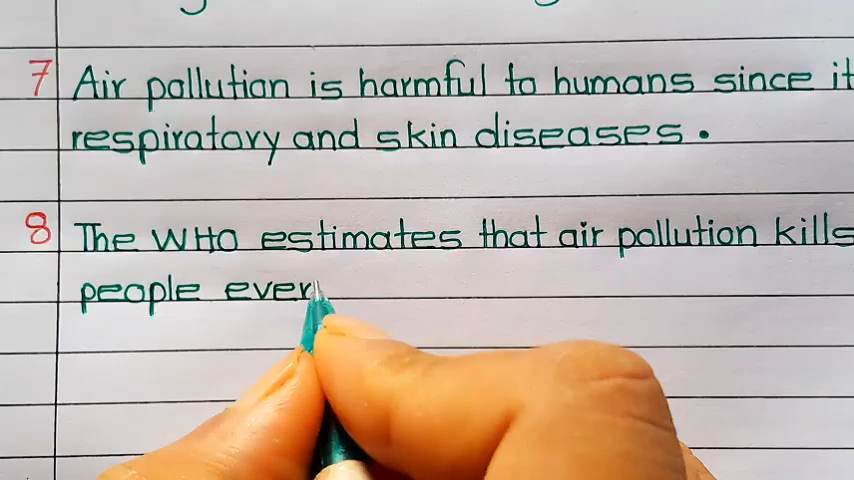 7 Air pollution is harmful to humans since it
respiratory and skin diseases.
8 The WHO estimates that air pollution kills
people ever